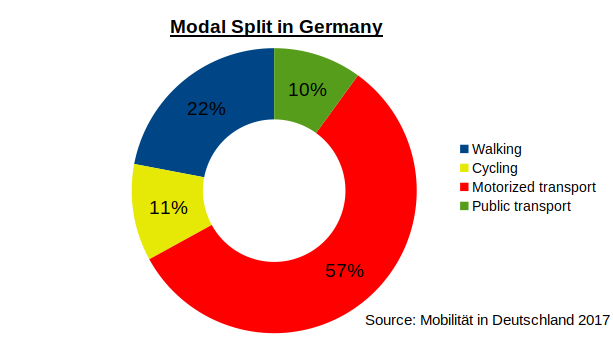 Modal Split in Germany
10%
22%
11%
57%
Walking
Cycling
Motorized transport
Public transport
Source: Mobilität in Deutschland 2017